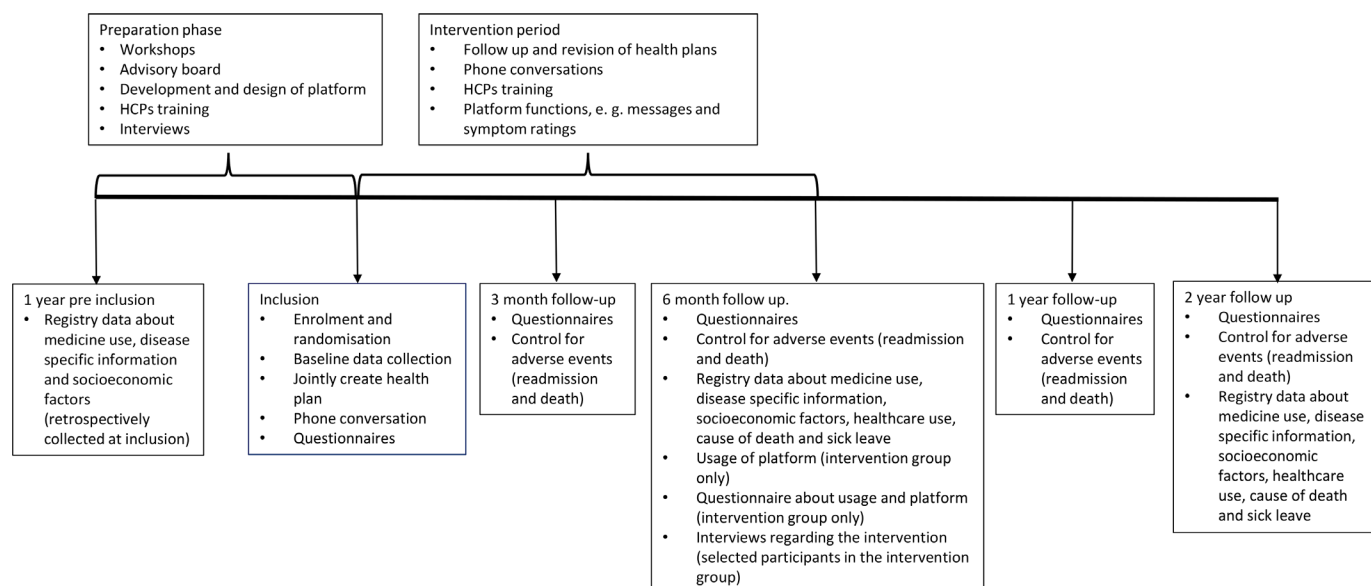 Preparation phase
• Workshops
• Advisory board
• Development and design of platform
• HCPs training
• Interviews
Intervention period
• Follow up and revision of health plans
• Phone conversations
• HCPs training
• Platform functions, e. g. messages and
symptom ratings
1 year pre inclusion
• Registry data about
medicine use, disease
specific information
and socioeconomic
factors
(retrospectively
collected at inclusion)
Inclusion
• Enrolment and
randomisation
• Baseline data collection
• Jointly create health
plan
• Phone conversation
• Questionnaires
3 month follow-up
• Questionnaires
• Control for
adverse events
(readmission
and death)
6 month follow up.
• Questionnaires
• Control for adverse events (readmission
and death)
• Registry data about medicine use,
disease specific information,
socioeconomic factors, healthcare use,
cause of death and sick leave
• Usage of platform (intervention group
only)
• Questionnaire about usage and platform
(intervention group only)
• Interviews regarding the intervention
(selected participants in the intervention
group)
1 year follow-up
• Questionnaires
• Control for
adverse events
(readmission
and death)
2 year follow up
• Questionnaires
• Control for adverse
events (readmission
and death)
• Registry data about
medicine use, disease
specific information,
socioeconomic
factors, healthcare
use, cause of death
and sick leave